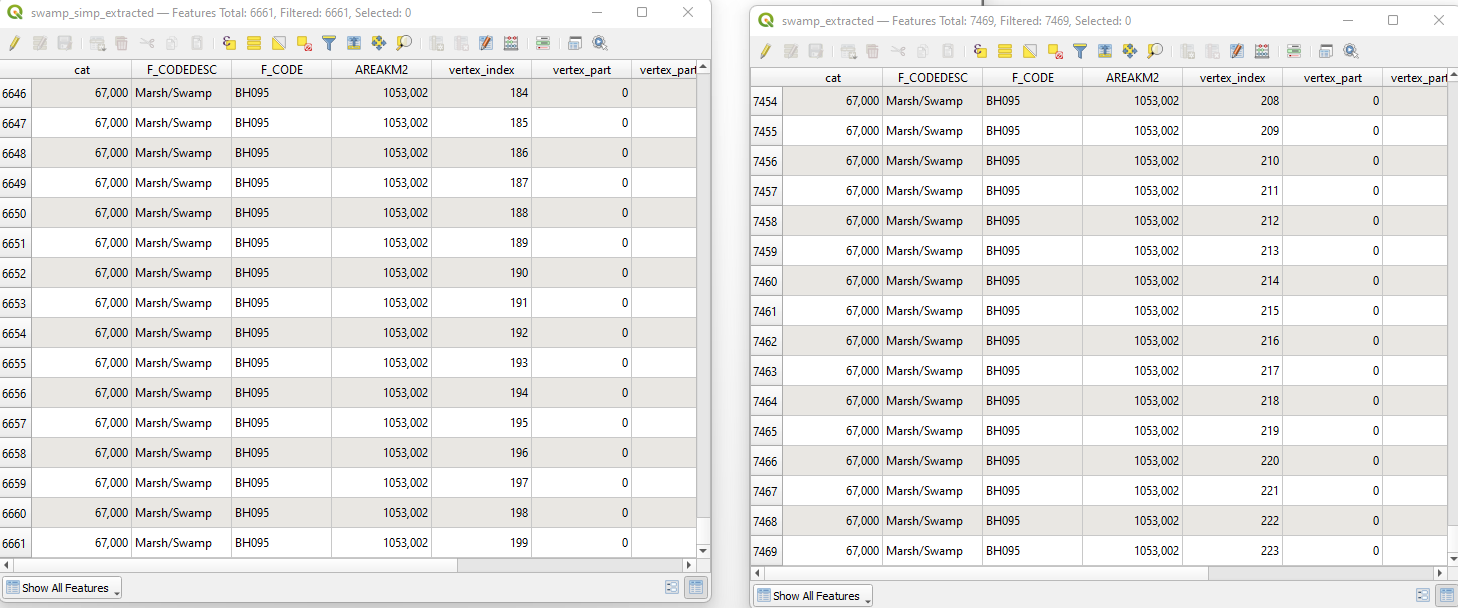 swamp_simp_extracted — Features Total: 6661, Filtered: 6661, Selected: 0
cat F_CODEDESC F_CODE AREAKM2 vertex_index vertex_part vertex_part
6646 67,000 Marsh/Swamp BH095 1053,002 184 0
6647 67,000 Marsh/Swamp BH095 1053,002 185 0
6648 67,000 Marsh/Swamp BH095 1053,002 186 0
6649 67,000 Marsh/Swamp BH095 1053,002 187 0
6650 67,000 Marsh/Swamp BH095 1053,002 188 0
6651 67,000 Marsh/Swamp BH095 1053,002 189 0
6652 67,000 Marsh/Swamp BH095 1053,002 190 0
6653 67,000 Marsh/Swamp BH095 1053,002 191 0
6654 67,000 Marsh/Swamp BH095 1053,002 192 0
6655 67,000 Marsh/Swamp BH095 1053,002 193 0
6656 67,000 Marsh/Swamp BH095 1053,002 194 0
6657 67,000 Marsh/Swamp BH095 1053,002 195 0
6658 67,000 Marsh/Swamp BH095 1053,002 196 0
6659 67,000 Marsh/Swamp BH095 1053,002 197 0
6660 67,000 Marsh/Swamp BH095 1053,002 198 0
6661 67,000 Marsh/Swamp BH095 1053,002 199 0
Show All Features
swamp_extracted — Features Total: 7469, Filtered: 7469, Selected: 0
cat F_CODEDESC F_CODE AREAKM2 vertex_index vertex_part vertex_part
7454 67,000 Marsh/Swamp BH095 1053,002 208 0
7455 67,000 Marsh/Swamp BH095 1053,002 209 0
7456 67,000 Marsh/Swamp BH095 1053,002 210 0
7457 67,000 Marsh/Swamp BH095 1053,002 211 0
7458 67,000 Marsh/Swamp BH095 1053,002 212 0
7459 67,000 Marsh/Swamp BH095 1053,002 213 0
7460 67,000 Marsh/Swamp BH095 1053,002 214 0
7461 67,000 Marsh/Swamp BH095 1053,002 215 0
7462 67,000 Marsh/Swamp BH095 1053,002 216 0
7463 67,000 Marsh/Swamp BH095 1053,002 217 0
7464 67,000 Marsh/Swamp BH095 1053,002 218 0
7465 67,000 Marsh/Swamp BH095 1053,002 219 0
7466 67,000 Marsh/Swamp BH095 1053,002 220 0
7467 67,000 Marsh/Swamp BH095 1053,002 221 0
7468 67,000 Marsh/Swamp BH095 1053,002 222 0
7469 67,000 Marsh/Swamp BH095 1053,002 223 0
Show All Features